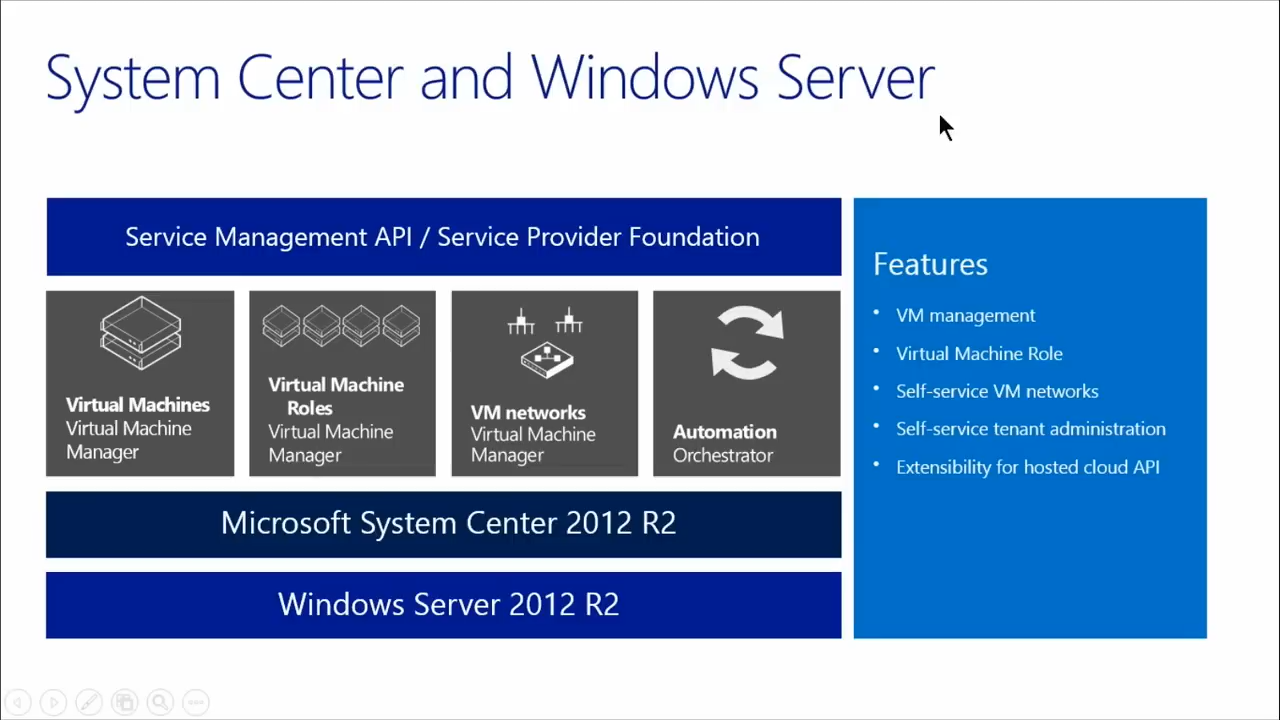 System Center and Windows Server
Service Management API / Service Provider Foundation
Virtual Machines
Virtual Machine
Manager
Virtual Machine
Roles
Virtual Machine
Manager
VM networks
Virtual Machine
Manager
Automation
Orchestrator
Microsoft System Center 2012 R2
Windows Server 2012 R2
Features
• VM management
• Virtual Machine Role
• Self-service VM networks
• Self-service tenant administration
• Extensibility for hosted cloud API